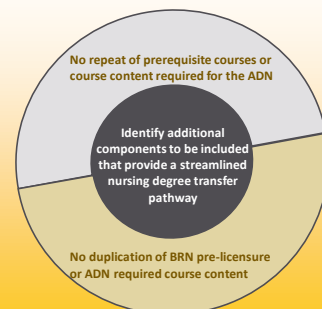 No repeat of prerequisite courses or
course content required for the ADN
Identify additional
components to be included
that provide a streamlined
nursing degree transfer
pathway
No duplication of BRN pre-licensure
or ADN required course content